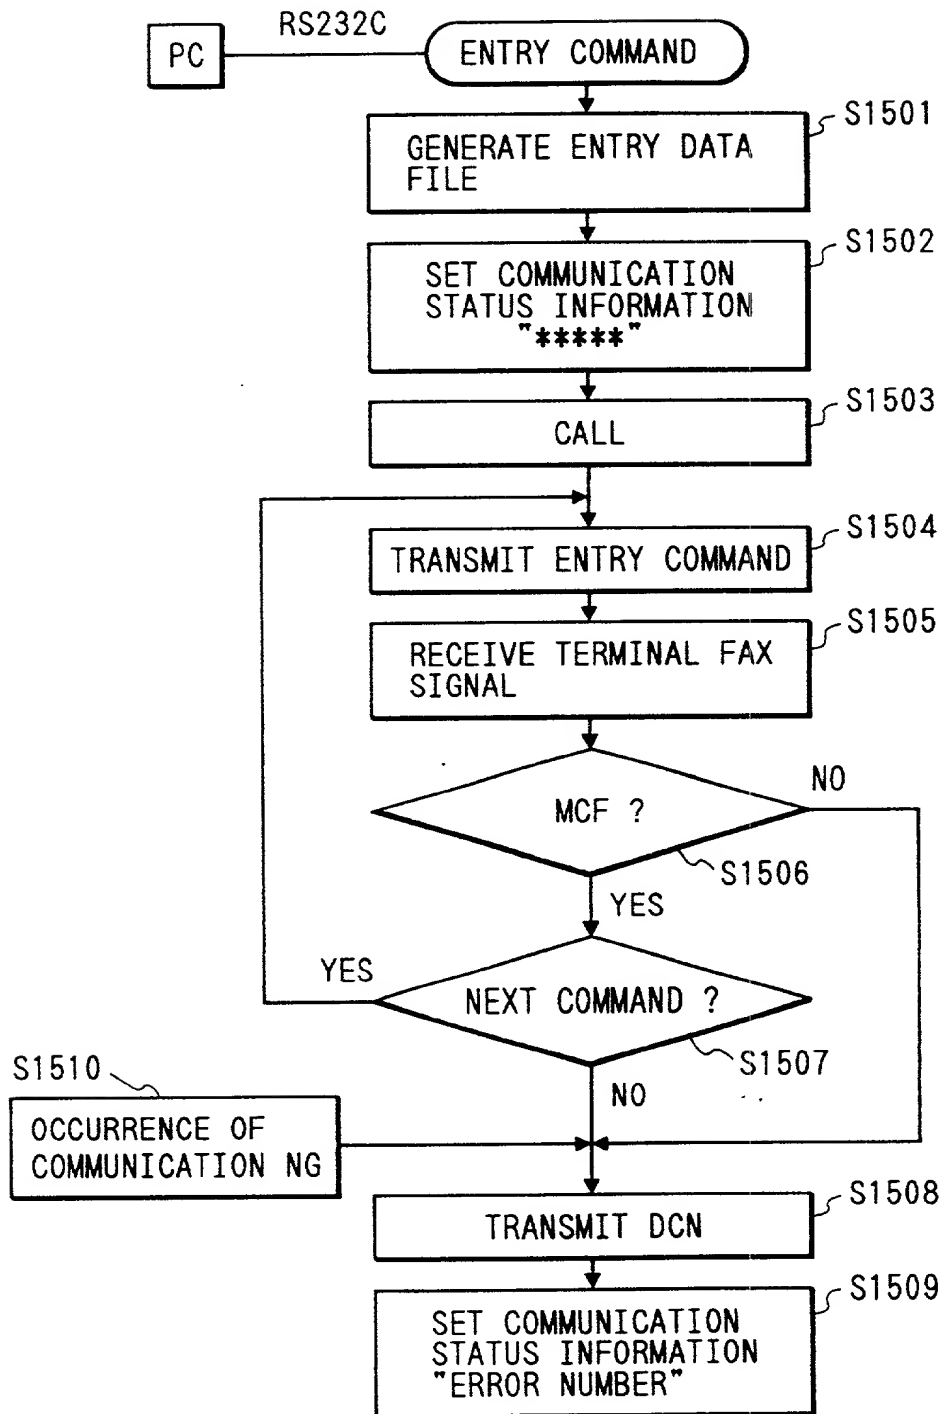 RS232C
PC
ENTRY COMMAND
S1501
GENERATE ENTRY DATA
FILE
S1502
SET COMMUNICATION
STATUS INFORMATION
"*****"
S1503
CALL
S1504
TRANSMIT ENTRY COMMAND
S1505
RECEIVE TERMINAL FAX
SIGNAL
NO
MCF ?
S1506
YES
YES
NEXT COMMAND ?
S1507
S1510
NO
OCCURRENCE OF
COMMUNICATION NG
S1508
TRANSMIT DCN
S1509
SET COMMUNICATION
STATUS INFORMATION
"ERROR NUMBER"